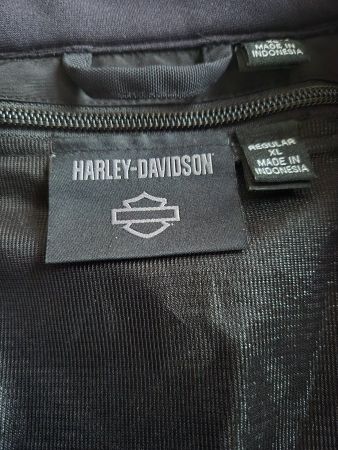 MADE IN
INDONESIA
HARLEY-DAVIDSON
REGULAR
XL
MADE IN
INDONESIA